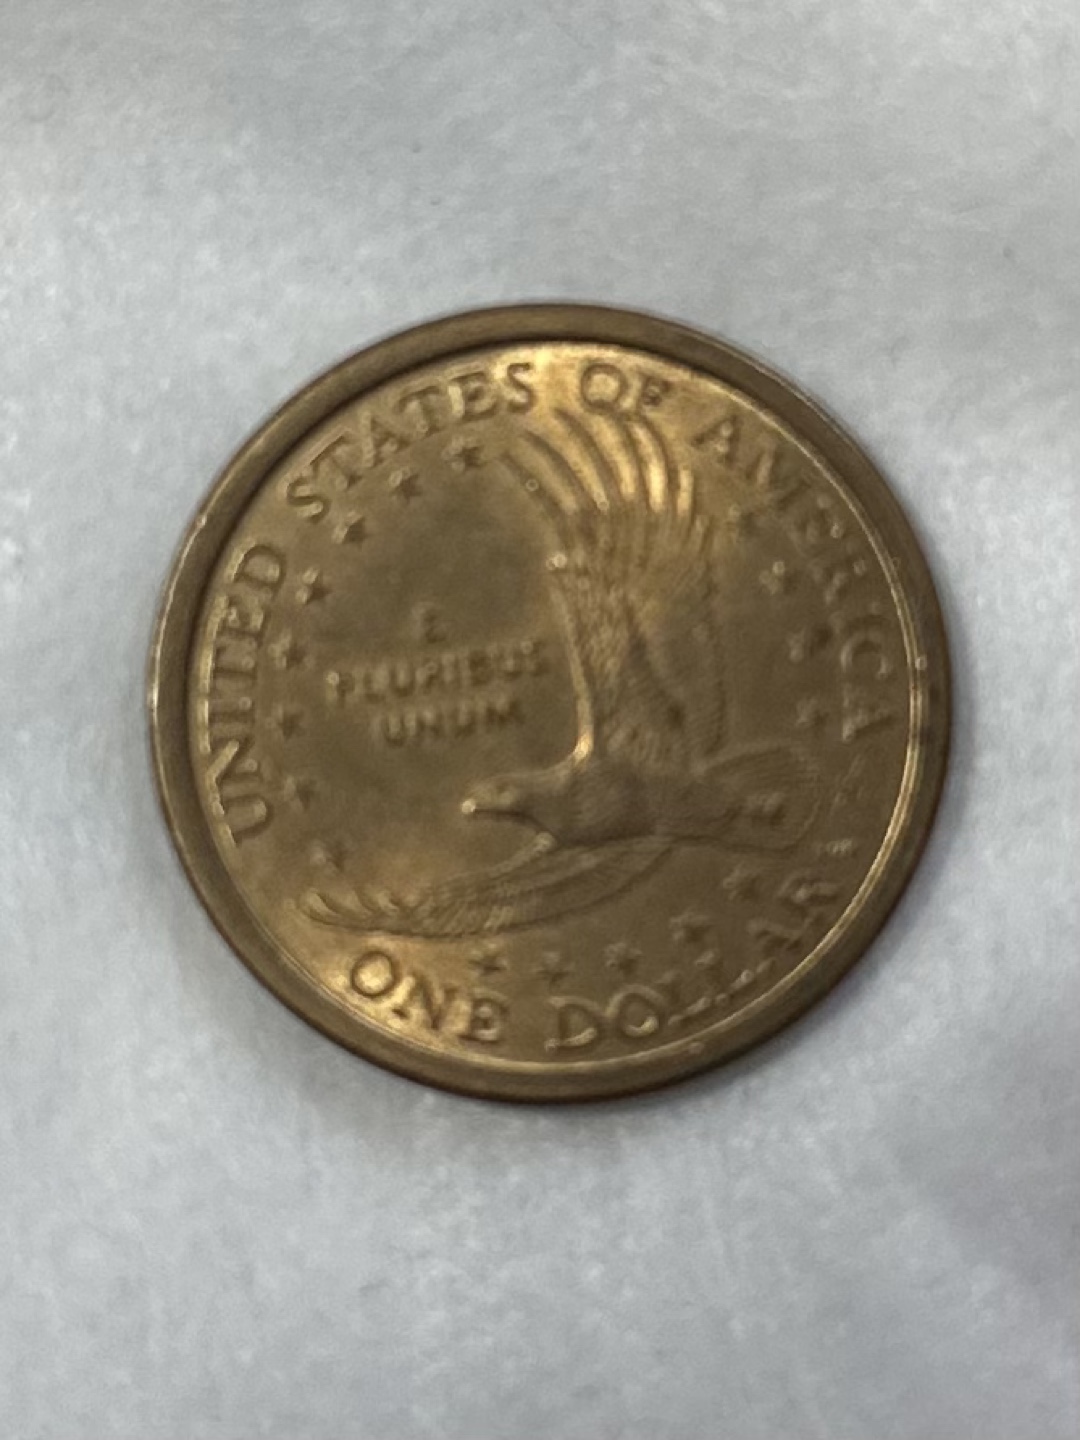 UNITED STATES OF AMERICA
E
PLURIBUS
UNUM
ONE DOLLAR